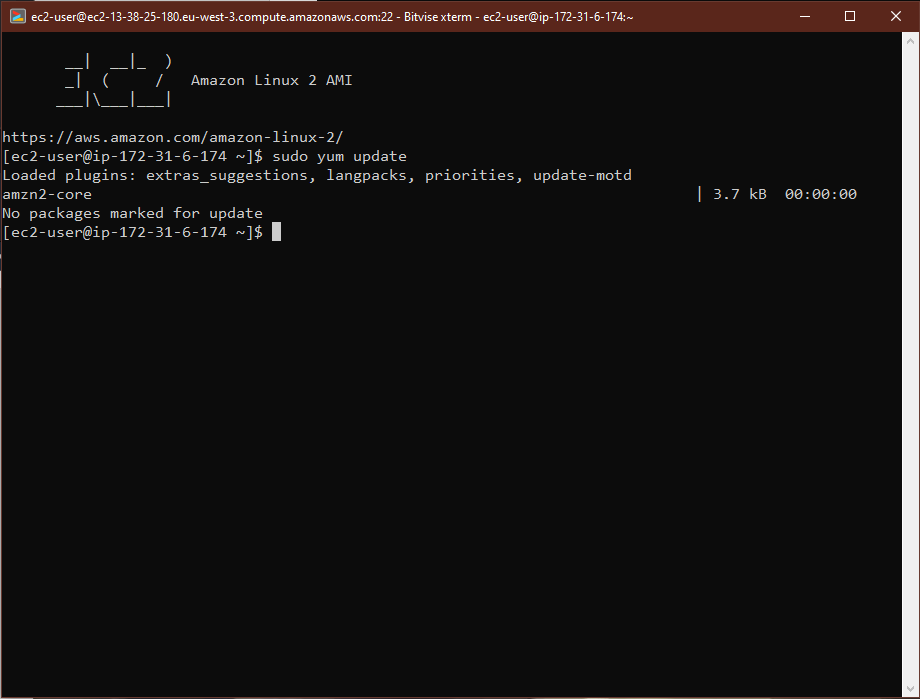 ec2-user@ec2-13-38-25-180.eu-west-3.compute.amazonaws.com:22 - Bitvise xterm - ec2-user@ip-172-31-6-174:~
       __|  __|_  )
       _|  (     /   Amazon Linux 2 AMI
      ___|\___|___|
https://aws.amazon.com/amazon-linux-2/
[ec2-user@ip-172-31-6-174 ~]$ sudo yum update
Loaded plugins: extras_suggestions, langpacks, priorities, update-motd
amzn2-core | 3.7 kB  00:00:00
No packages marked for update
[ec2-user@ip-172-31-6-174 ~]$